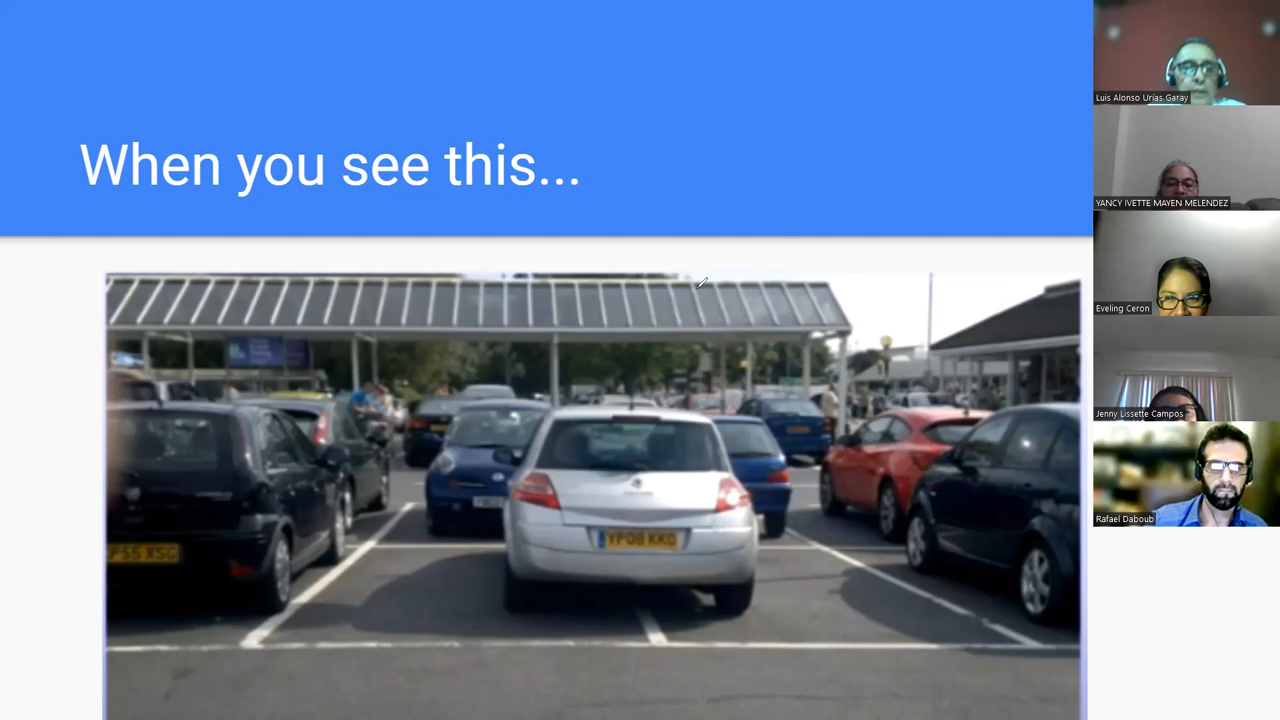 When you see this...
Luis Alonso Urías Garay
YANCY IVETTE MAYEN MELENDEZ
Eveling Ceron
Jenny Lissette Campos
Rafael Daboub
YP08 KKO